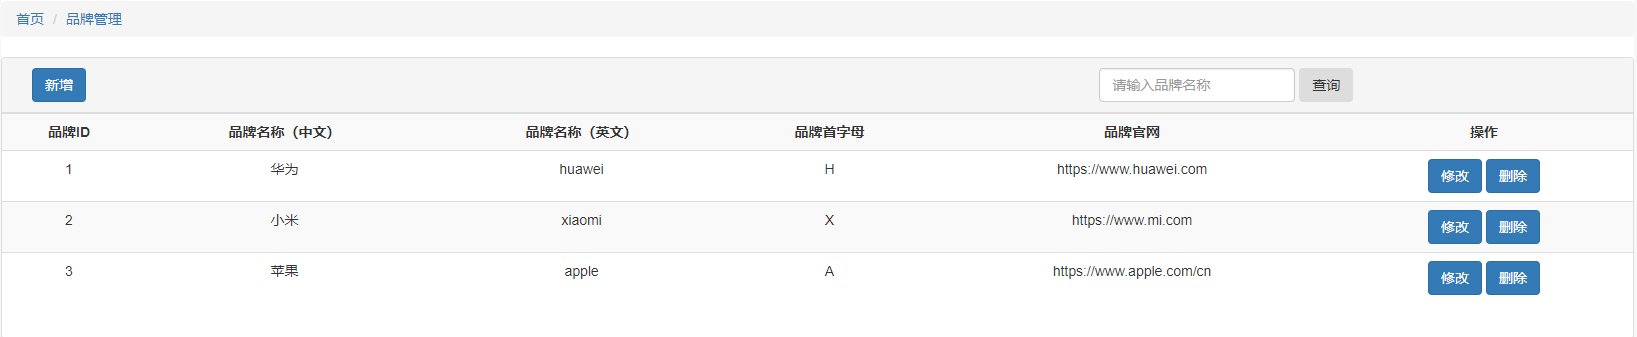 首页 / 品牌管理
新增 请输入品牌名称 查询
品牌ID 品牌名称（中文） 品牌名称（英文） 品牌首字母 品牌官网 操作
1 华为 huawei H https://www.huawei.com 修改 删除
2 小米 xiaomi X https://www.mi.com 修改 删除
3 苹果 apple A https://www.apple.com/cn 修改 删除